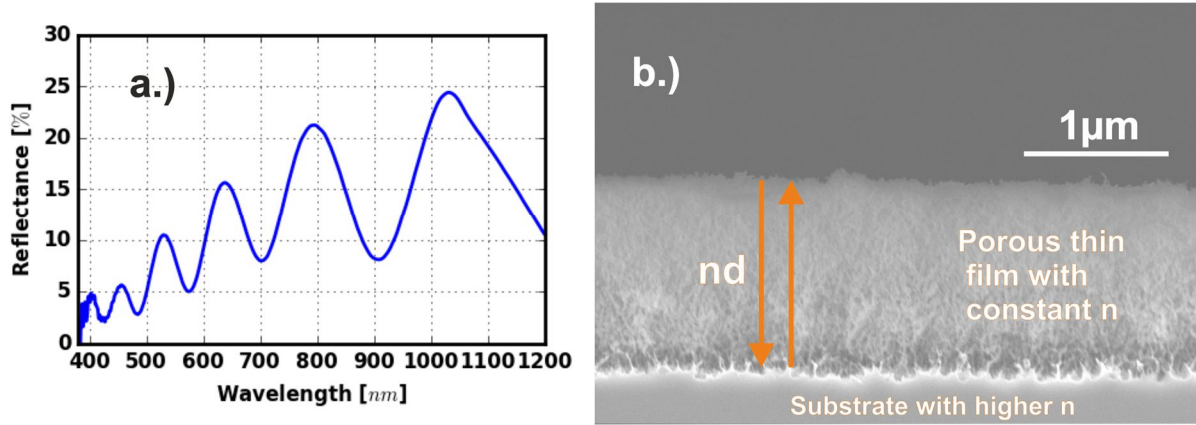 a.)
Reflectance [%]
30
25
20
15
10
5
0
400 500 600 700 800 900 1000 1100 1200
Wavelength [nm]
b.)
1µm
nd
Porous thin
film with
constant n
Substrate with higher n